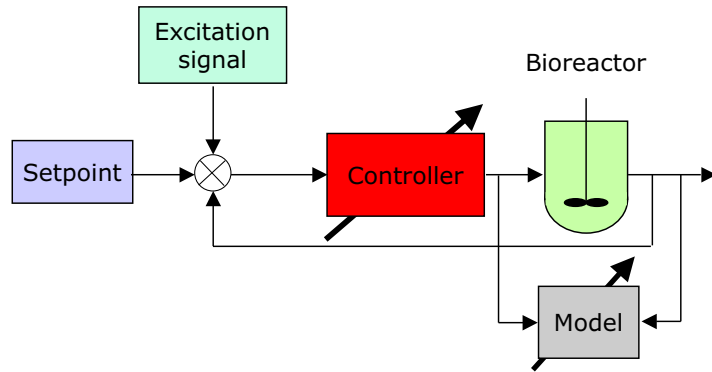 Excitation
signal
Bioreactor
Setpoint
Controller
Model